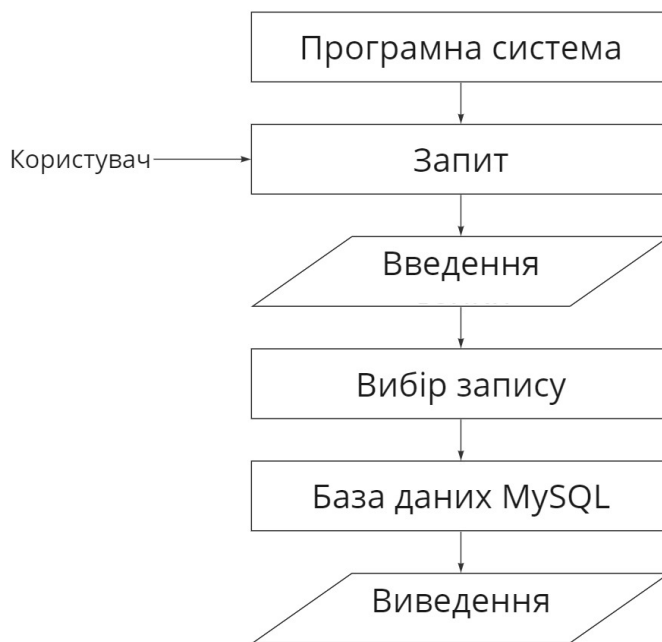 Програмна система
Користувач
Запит
Введення
Вибір запису
База даних MySQL
Виведення